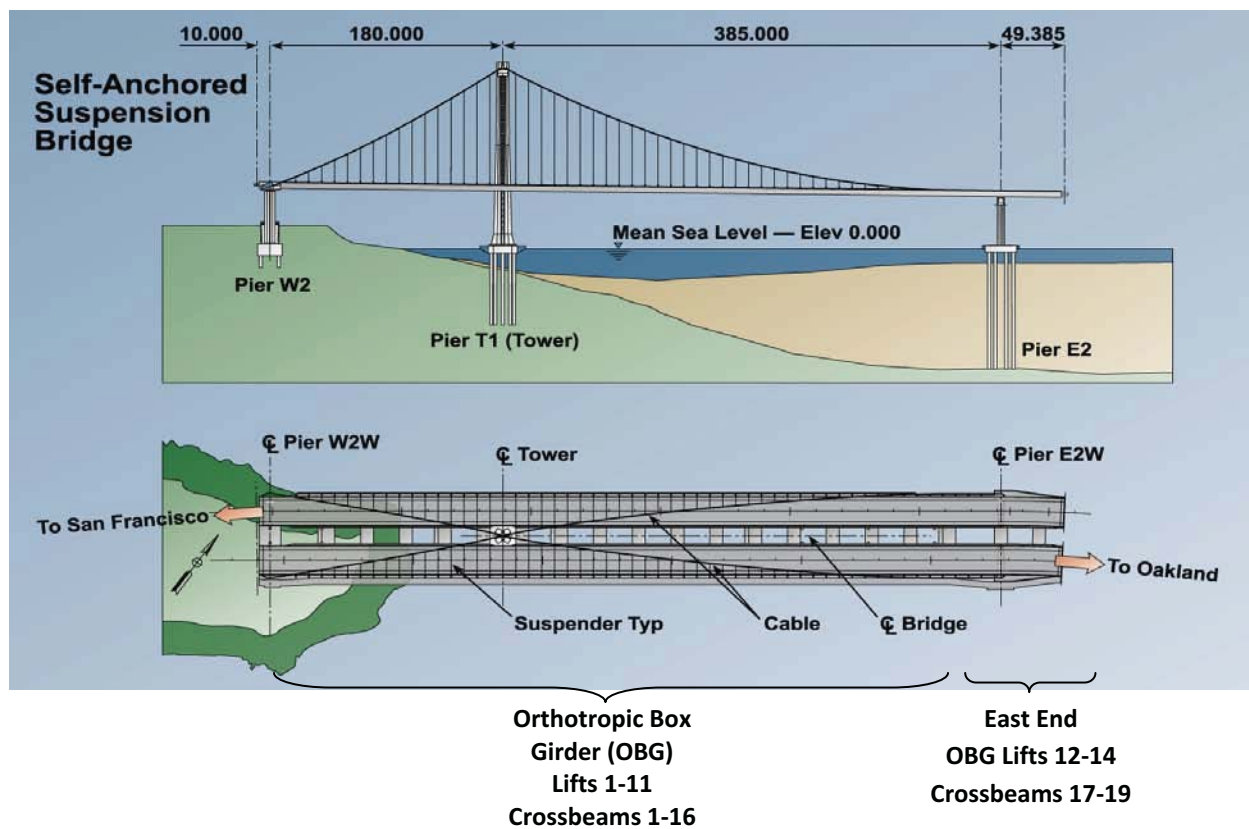 10.000
180.000
385.000
49.385
Self-Anchored
Suspension
Bridge
Mean Sea Level — Elev 0.000
Pier W2
Pier T1 (Tower)
Pier E2
℄ Pier W2W
℄ Tower
℄ Pier E2W
To San Francisco
To Oakland
Suspender Typ
Cable
℄ Bridge
Orthotropic Box
Girder (OBG)
Lifts 1-11
Crossbeams 1-16
East End
OBG Lifts 12-14
Crossbeams 17-19